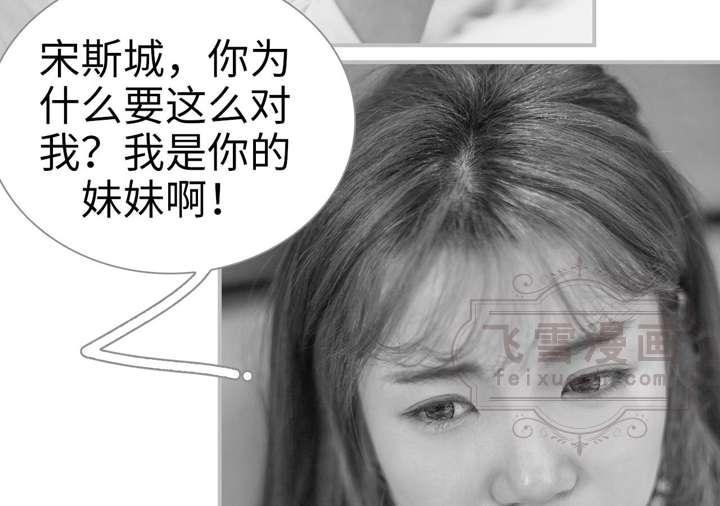 宋斯城，你为
什么要这么对
我？我是你的
妹妹啊！
飞雪漫画
feixue
.com